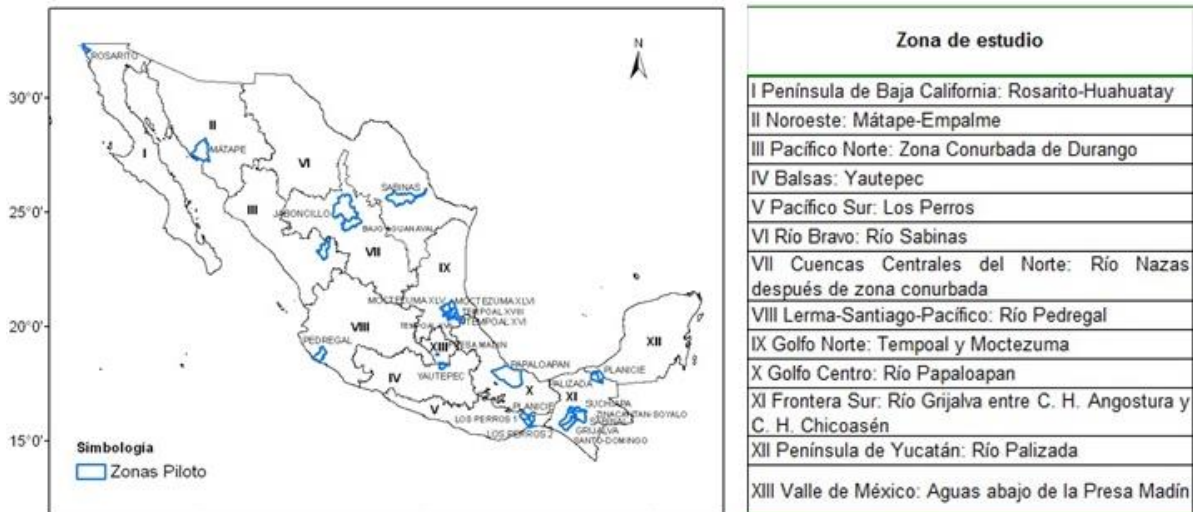 N
ROSARITO
30°0'
II
MÁTAPE
I
VI
SABINAS
25°0'
III
JABONCILLO
BAJO AGUANAVAL
VII
IX
MOCTEZUMA XLV
MOCTEZUMA XLVI
TEMPOAL XVIII
TEMPOAL XVI
20°0'
VIII
XIII
XII
PEDREGAL
PAPALOAPAN
PLANICIE
YAUTEPEC
PALIZADA
IV
X
XI
SUCHIAPA
V
PLANICIE
ZINACANTAN-SOYALO
LOS PERROS 1
SABINAL
GRIJALVA
LOS PERROS 2
SANTO-DOMINGO
15°0'
Simbología
Zonas Piloto
Zona de estudio
I Península de Baja California: Rosarito-Huahuatay
II Noroeste: Mátape-Empalme
III Pacífico Norte: Zona Conurbada de Durango
IV Balsas: Yautepec
V Pacífico Sur: Los Perros
VI Río Bravo: Río Sabinas
VII Cuencas Centrales del Norte: Río Nazas
después de zona conurbada
VIII Lerma-Santiago-Pacífico: Río Pedregal
IX Golfo Norte: Tempoal y Moctezuma
X Golfo Centro: Río Papaloapan
XI Frontera Sur: Río Grijalva entre C. H. Angostura y
C. H. Chicoasén
XII Península de Yucatán: Río Palizada
XIII Valle de México: Aguas abajo de la Presa Madín